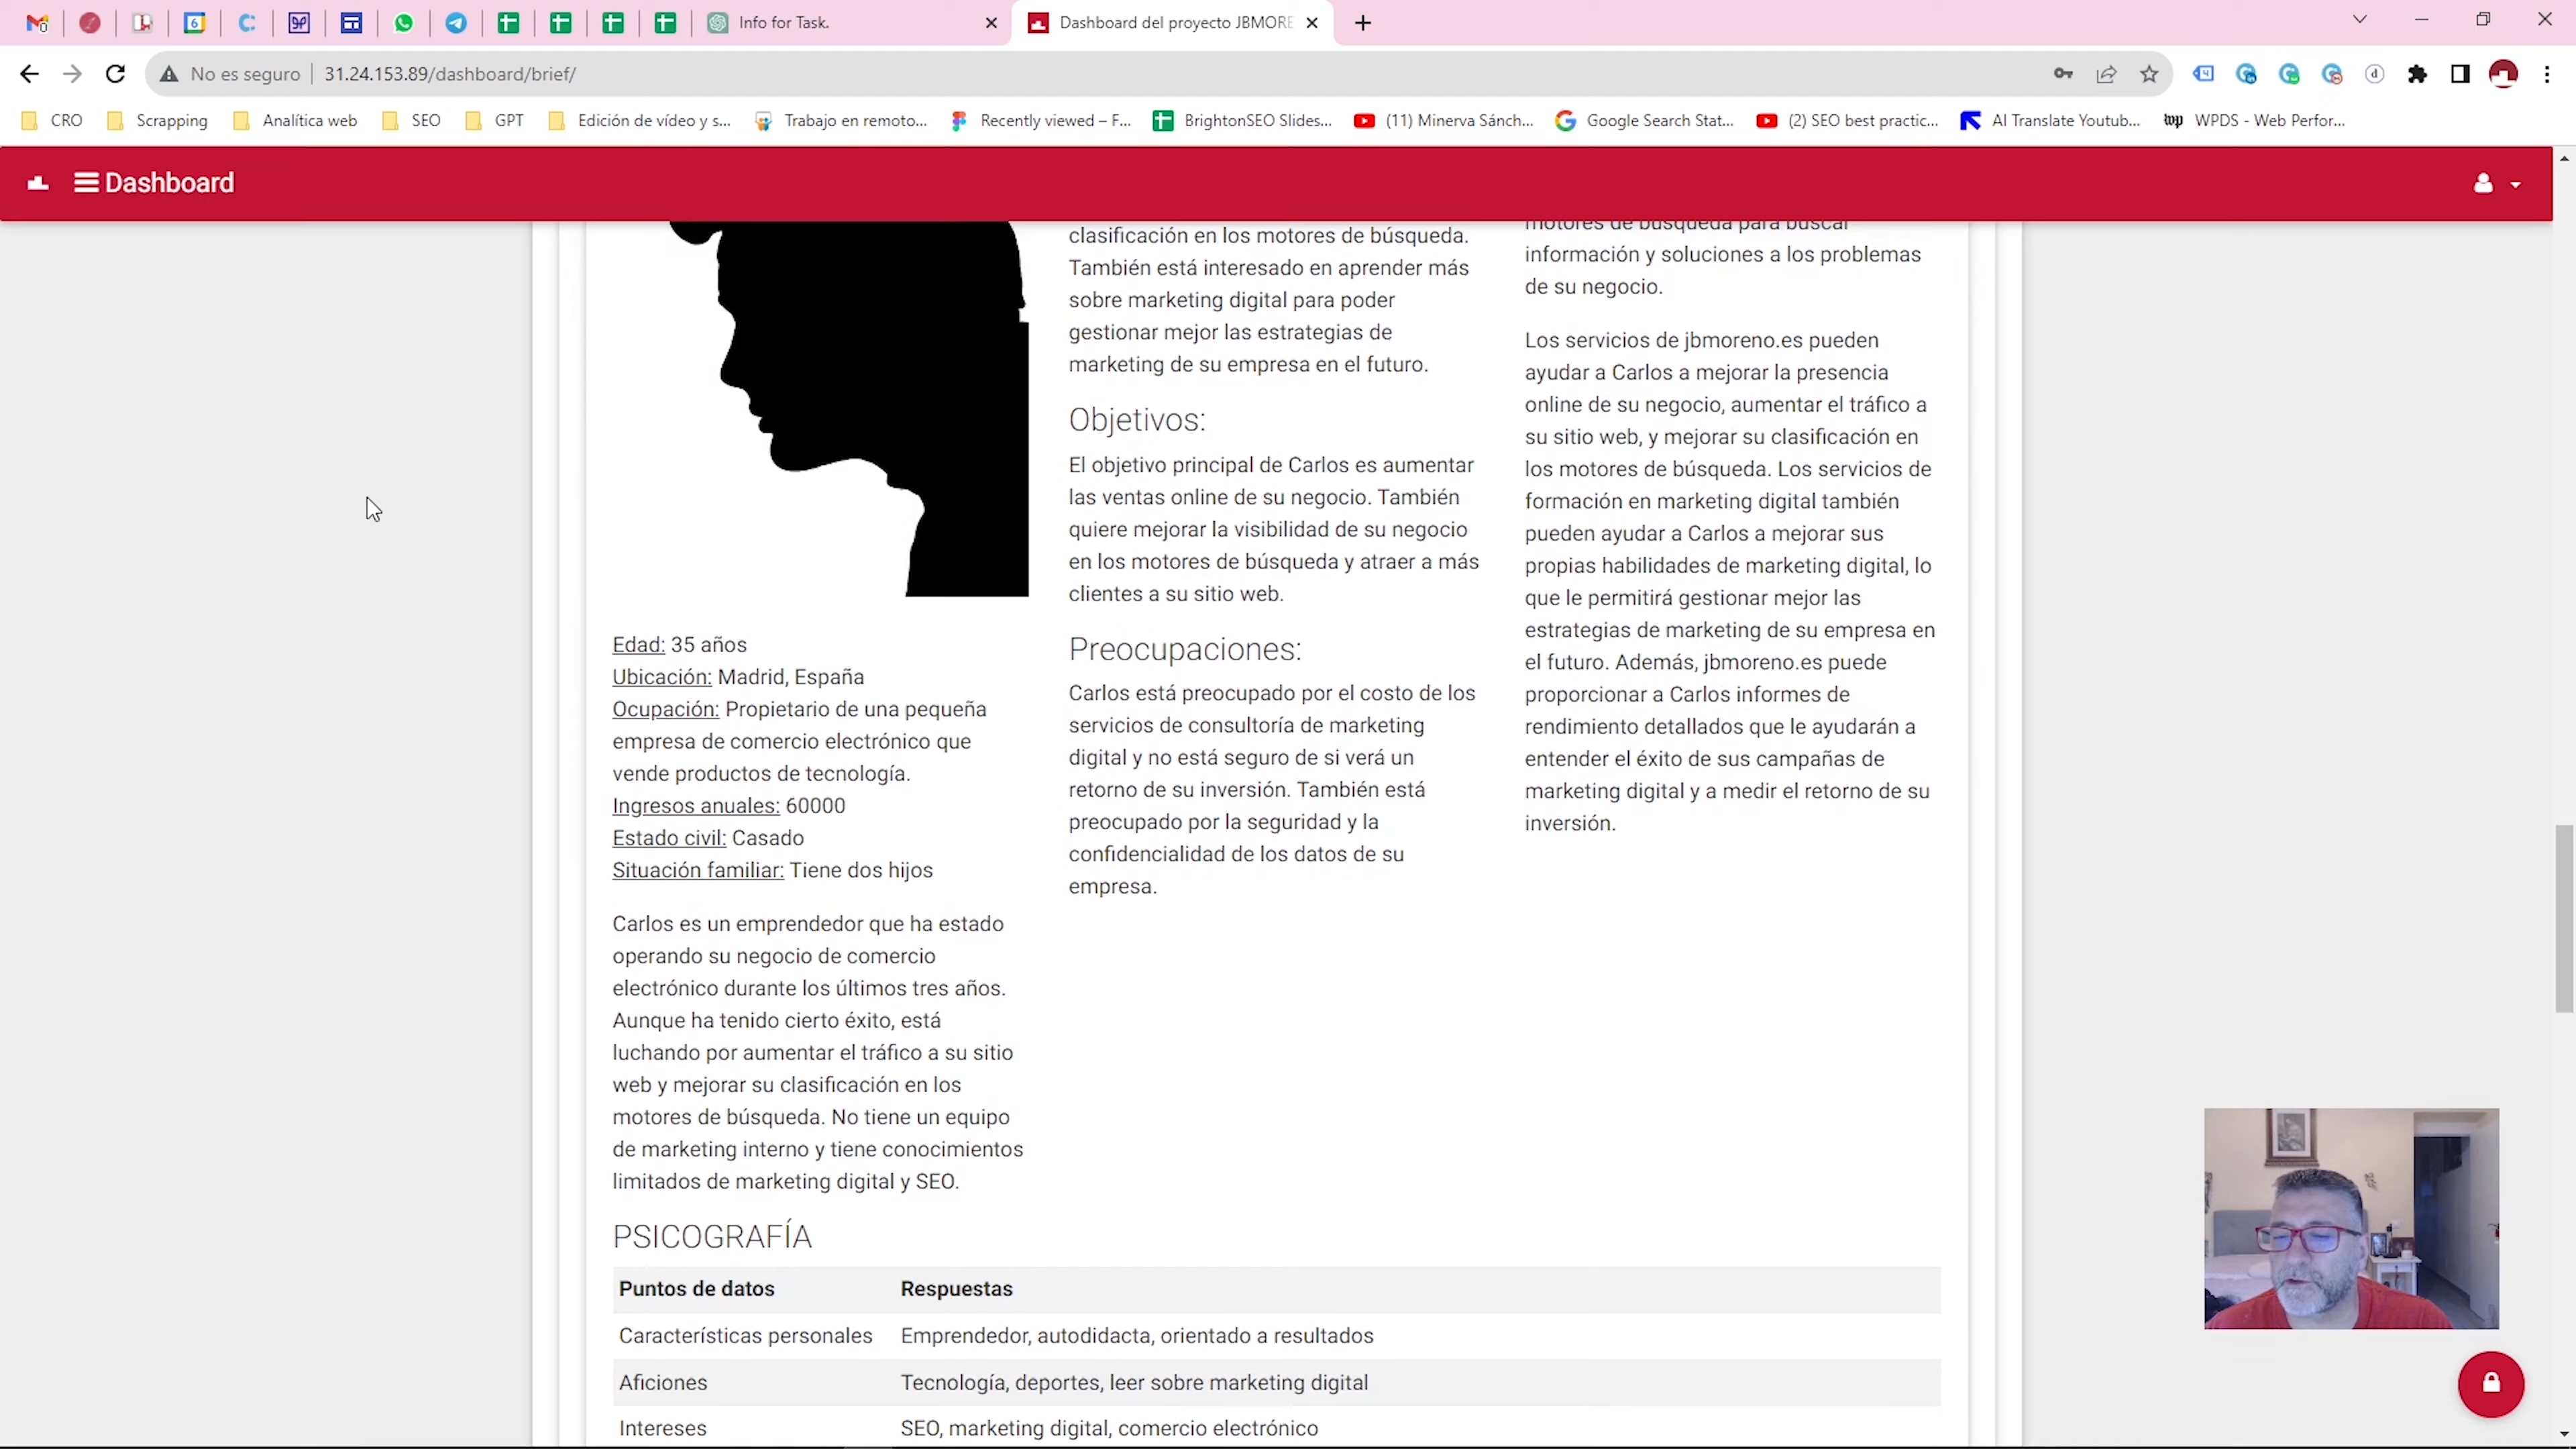 Info for Task.
Dashboard del proyecto JBMORE
No es seguro
31.24.153.89/dashboard/brief/
CRO
Scrapping
Analítica web
SEO
GPT
Edición de vídeo y s...
Trabajo en remoto...
Recently viewed – F...
BrightonSEO Slides...
(11) Minerva Sánch...
Google Search Stat...
(2) SEO best practic...
AI Translate Youtub...
WPDS - Web Perfor...
Dashboard
Edad: 35 años
Ubicación: Madrid, España
Ocupación: Propietario de una pequeña
empresa de comercio electrónico que
vende productos de tecnología.
Ingresos anuales: 60000
Estado civil: Casado
Situación familiar: Tiene dos hijos
Carlos es un emprendedor que ha estado
operando su negocio de comercio
electrónico durante los últimos tres años.
Aunque ha tenido cierto éxito, está
luchando por aumentar el tráfico a su sitio
web y mejorar su clasificación en los
motores de búsqueda. No tiene un equipo
de marketing interno y tiene conocimientos
limitados de marketing digital y SEO.
clasificación en los motores de búsqueda.
También está interesado en aprender más
sobre marketing digital para poder
gestionar mejor las estrategias de
marketing de su empresa en el futuro.
Objetivos:
El objetivo principal de Carlos es aumentar
las ventas online de su negocio. También
quiere mejorar la visibilidad de su negocio
en los motores de búsqueda y atraer a más
clientes a su sitio web.
Preocupaciones:
Carlos está preocupado por el costo de los
servicios de consultoría de marketing
digital y no está seguro de si verá un
retorno de su inversión. También está
preocupado por la seguridad y la
confidencialidad de los datos de su
empresa.
motores de búsqueda para buscar
información y soluciones a los problemas
de su negocio.
Los servicios de jbmoreno.es pueden
ayudar a Carlos a mejorar la presencia
online de su negocio, aumentar el tráfico a
su sitio web, y mejorar su clasificación en
los motores de búsqueda. Los servicios de
formación en marketing digital también
pueden ayudar a Carlos a mejorar sus
propias habilidades de marketing digital, lo
que le permitirá gestionar mejor las
estrategias de marketing de su empresa en
el futuro. Además, jbmoreno.es puede
proporcionar a Carlos informes de
rendimiento detallados que le ayudarán a
entender el éxito de sus campañas de
marketing digital y a medir el retorno de su
inversión.
PSICOGRAFÍA
Puntos de datos Respuestas
Características personales Emprendedor, autodidacta, orientado a resultados
Aficiones Tecnología, deportes, leer sobre marketing digital
Intereses SEO, marketing digital, comercio electrónico